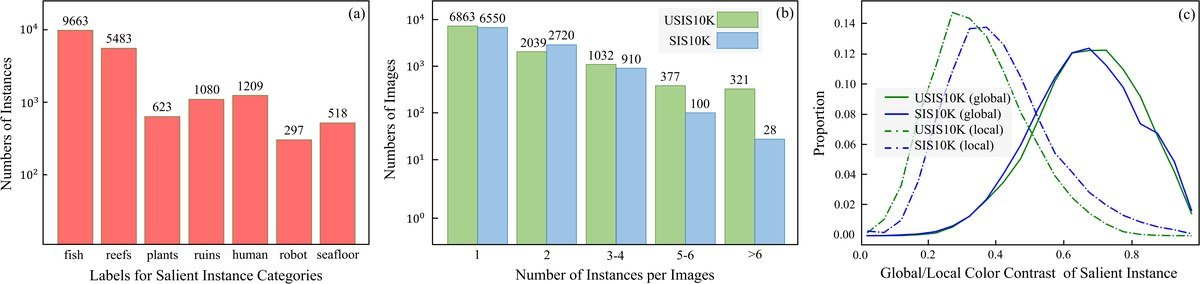 (a)
Numbers of Instances
10⁴
10³
10²
9663
5483
623
1080
1209
297
518
fish
reefs
plants
ruins
human
robot
seafloor
Labels for Salient Instance Categories
(b)
Numbers of Images
10⁴
10³
10²
10¹
10⁰
6863 6550
2039 2720
1032 910
377 100
321 28
USIS10K
SIS10K
1
2
3-4
5-6
>6
Number of Instances per Images
(c)
Proportion
0.14
0.12
0.10
0.08
0.06
0.04
0.02
0.00
USIS10K (global)
SIS10K (global)
USIS10K (local)
SIS10K (local)
0.0
0.2
0.4
0.6
0.8
Global/Local Color Contrast of Salient Instance